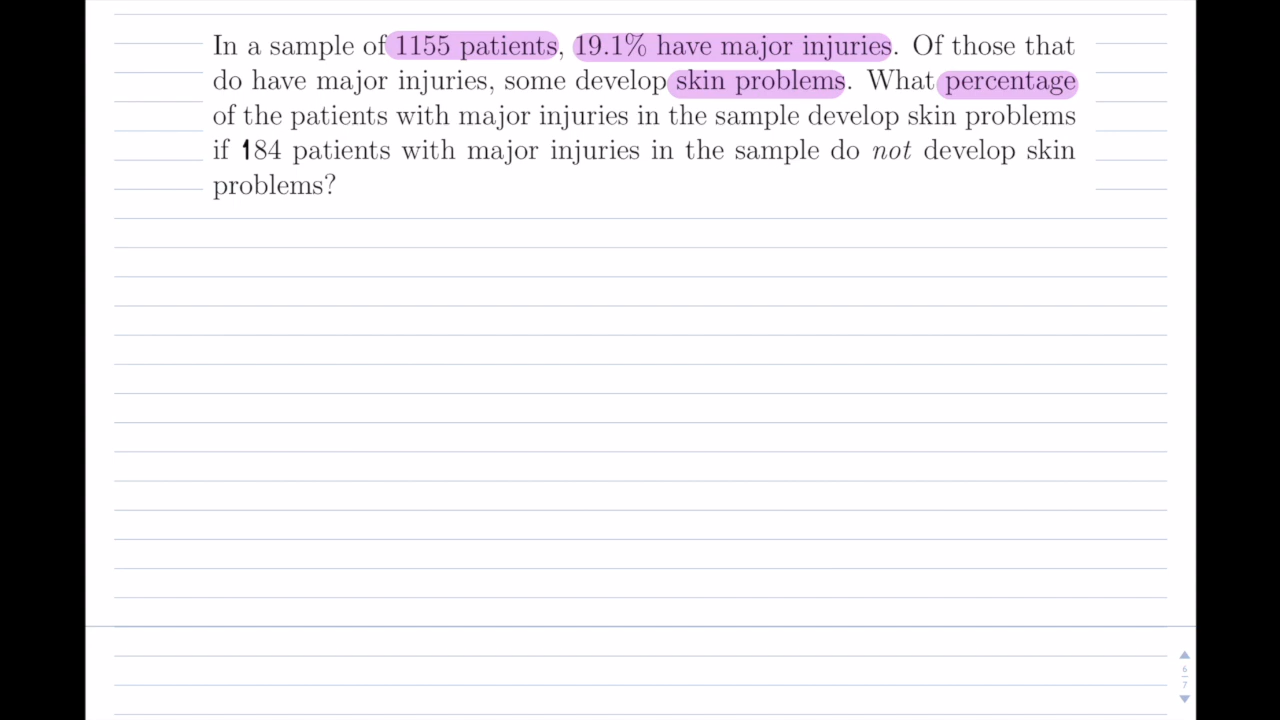 In a sample of 1155 patients, 19.1% have major injuries. Of those that
do have major injuries, some develop skin problems. What percentage
of the patients with major injuries in the sample develop skin problems
if 184 patients with major injuries in the sample do not develop skin
problems?
6
7